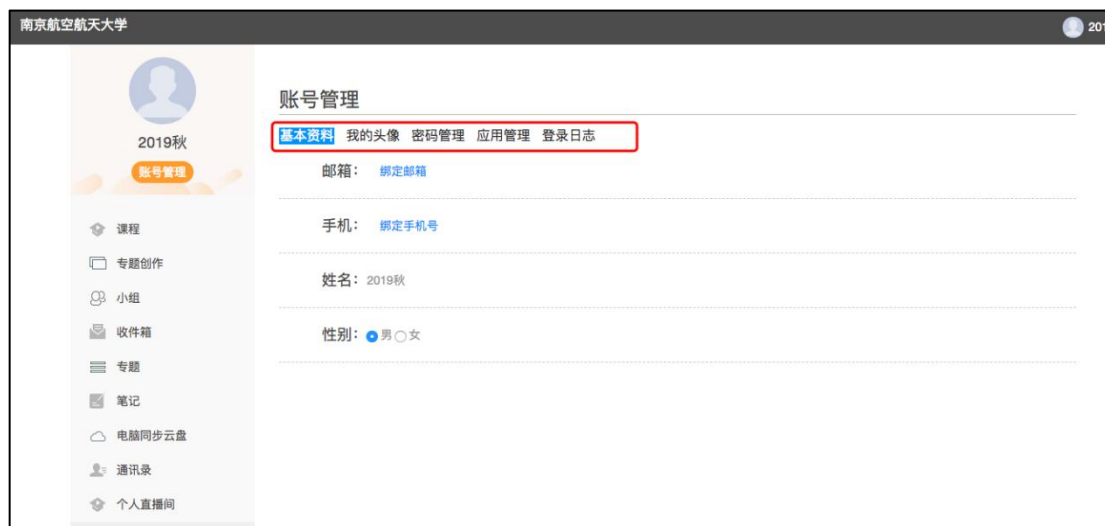 南京航空航天大学
201
2019秋
账号管理
课程
专题创作
小组
收件箱
专题
笔记
电脑同步云盘
通讯录
个人直播间
账号管理
基本资料 我的头像 密码管理 应用管理 登录日志
邮箱: 绑定邮箱
手机: 绑定手机号
姓名: 2019秋
性别: 男 女